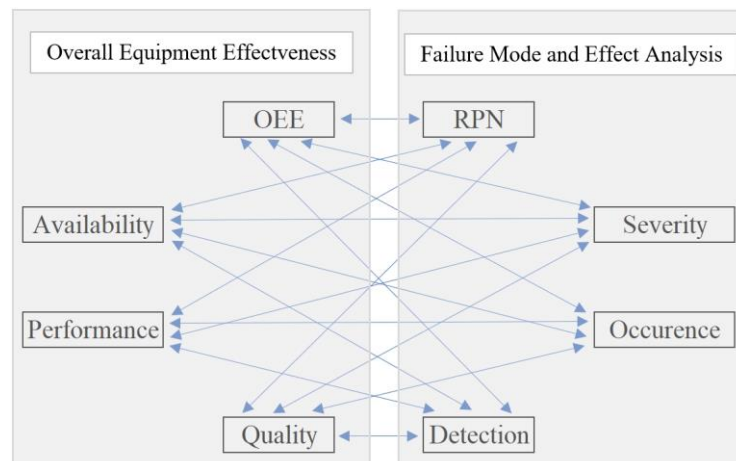 Overall Equipment Effectveness
Failure Mode and Effect Analysis
OEE
RPN
Availability
Severity
Performance
Occurence
Quality
Detection